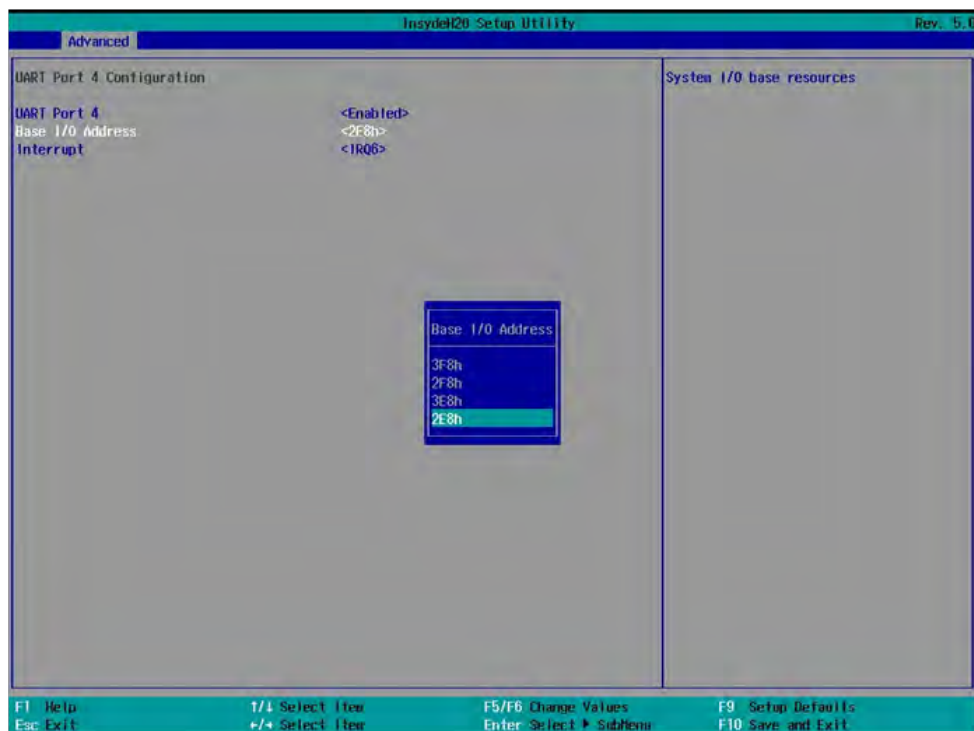 InsydeH20 Setup Utility Rev. 5.0
Advanced
UART Port 4 Configuration
System I/O base resources
UART Port 4 <Enabled>
Base I/O Address <2E8h>
Interrupt <IRQ6>
Base I/O Address
3F8h
2F8h
3E8h
2E8h
F1 Help ↑/↓ Select Item F5/F6 Change Values F9 Setup Defaults
Esc Exit ←/→ Select Item Enter Select ▶ SubMenu F10 Save and Exit